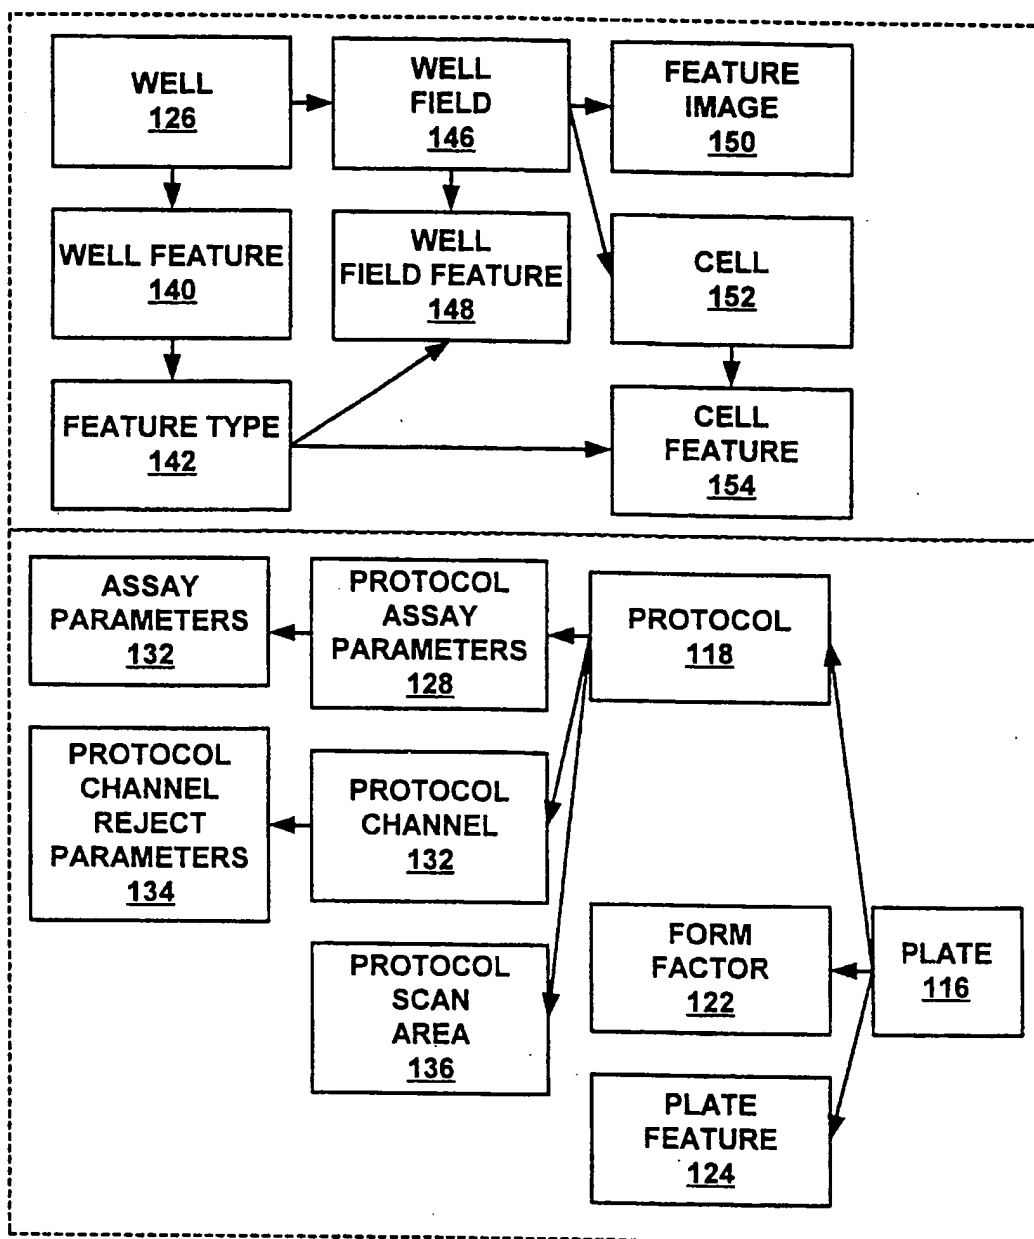 WELL
126
WELL
FIELD
146
FEATURE
IMAGE
150
WELL FEATURE
140
WELL
FIELD FEATURE
148
CELL
152
FEATURE TYPE
142
CELL
FEATURE
154
ASSAY
PARAMETERS
132
PROTOCOL
ASSAY
PARAMETERS
128
PROTOCOL
118
PROTOCOL
CHANNEL
REJECT
PARAMETERS
134
PROTOCOL
CHANNEL
132
FORM
FACTOR
122
PLATE
116
PROTOCOL
SCAN
AREA
136
PLATE
FEATURE
124